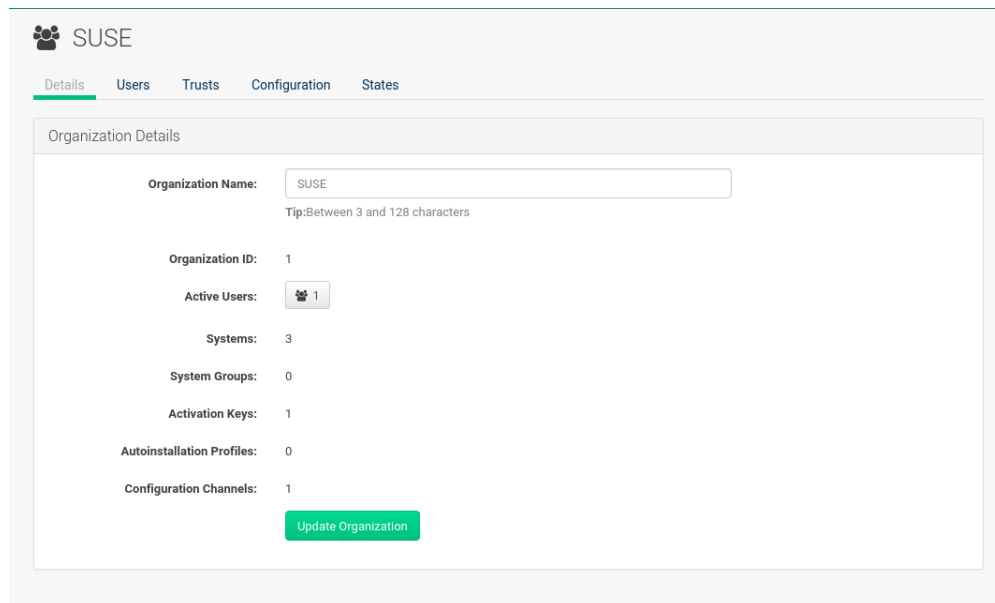 SUSE
Details Users Trusts Configuration States
Organization Details
Organization Name: SUSE
Tip:Between 3 and 128 characters
Organization ID: 1
Active Users: 1
Systems: 3
System Groups: 0
Activation Keys: 1
Autoinstallation Profiles: 0
Configuration Channels: 1
Update Organization